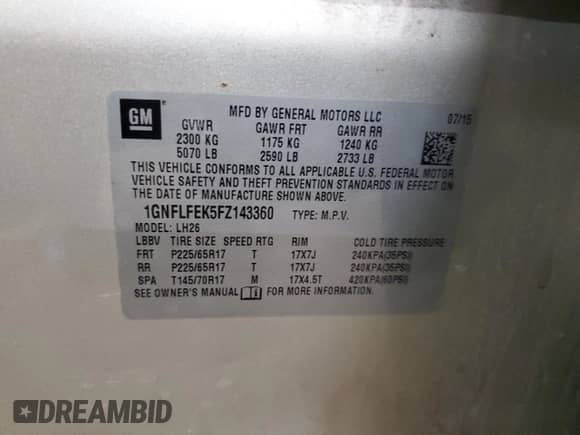 GM ®
MFD BY GENERAL MOTORS LLC 07/15
GVWR GAWR FRT GAWR RR
2300 KG 1175 KG 1240 KG
5070 LB 2590 LB 2733 LB
THIS VEHICLE CONFORMS TO ALL APPLICABLE U.S. FEDERAL MOTOR
VEHICLE SAFETY AND THEFT PREVENTION STANDARDS IN EFFECT ON
THE DATE OF MANUFACTURE SHOWN ABOVE.
1GNFLFEK5FZ143360 TYPE: M.P.V.
MODEL: LH26
LBBV TIRE SIZE SPEED RTG RIM COLD TIRE PRESSURE
FRT P225/65R17 T 17X7J 240KPA(35PSI)
RR P225/65R17 T 17X7J 240KPA(35PSI)
SPA T145/70R17 M 17X4.5T 420KPA(60PSI)
SEE OWNER'S MANUAL i FOR MORE INFORMATION.
DREAMBID